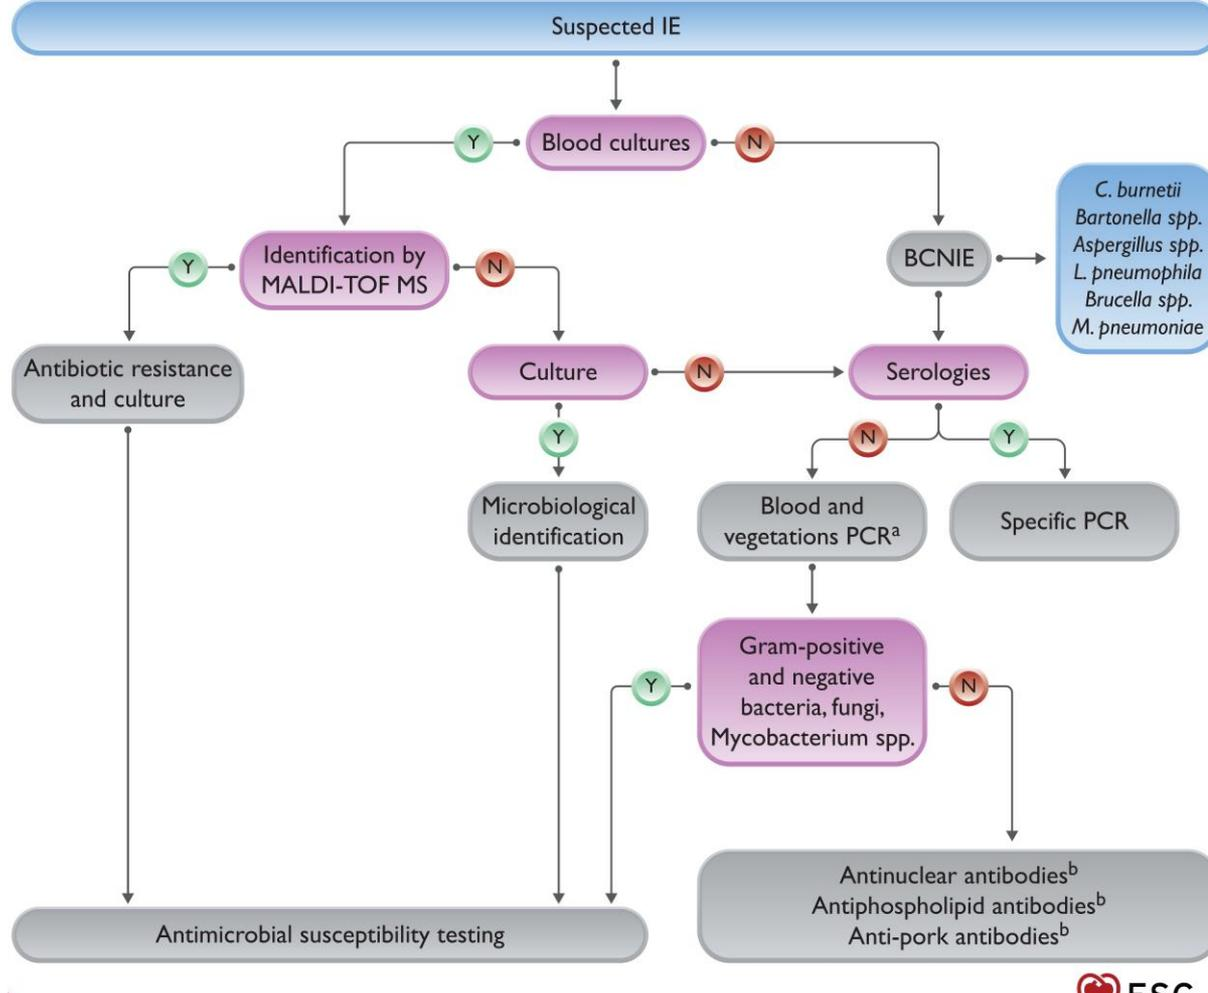 Suspected IE
Y
Blood cultures
N
C. burnetii
Bartonella spp.
Aspergillus spp.
L. pneumophila
Brucella spp.
M. pneumoniae
Y
Identification by
MALDI-TOF MS
N
BCNIE
Antibiotic resistance
and culture
Culture
N
Serologies
Y
N
Y
Microbiological
identification
Blood and
vegetations PCRᵃ
Specific PCR
Gram-positive
and negative
bacteria, fungi,
Mycobacterium spp.
Y
N
Antinuclear antibodiesᵇ
Antiphospholipid antibodiesᵇ
Anti-pork antibodiesᵇ
Antimicrobial susceptibility testing
ESC